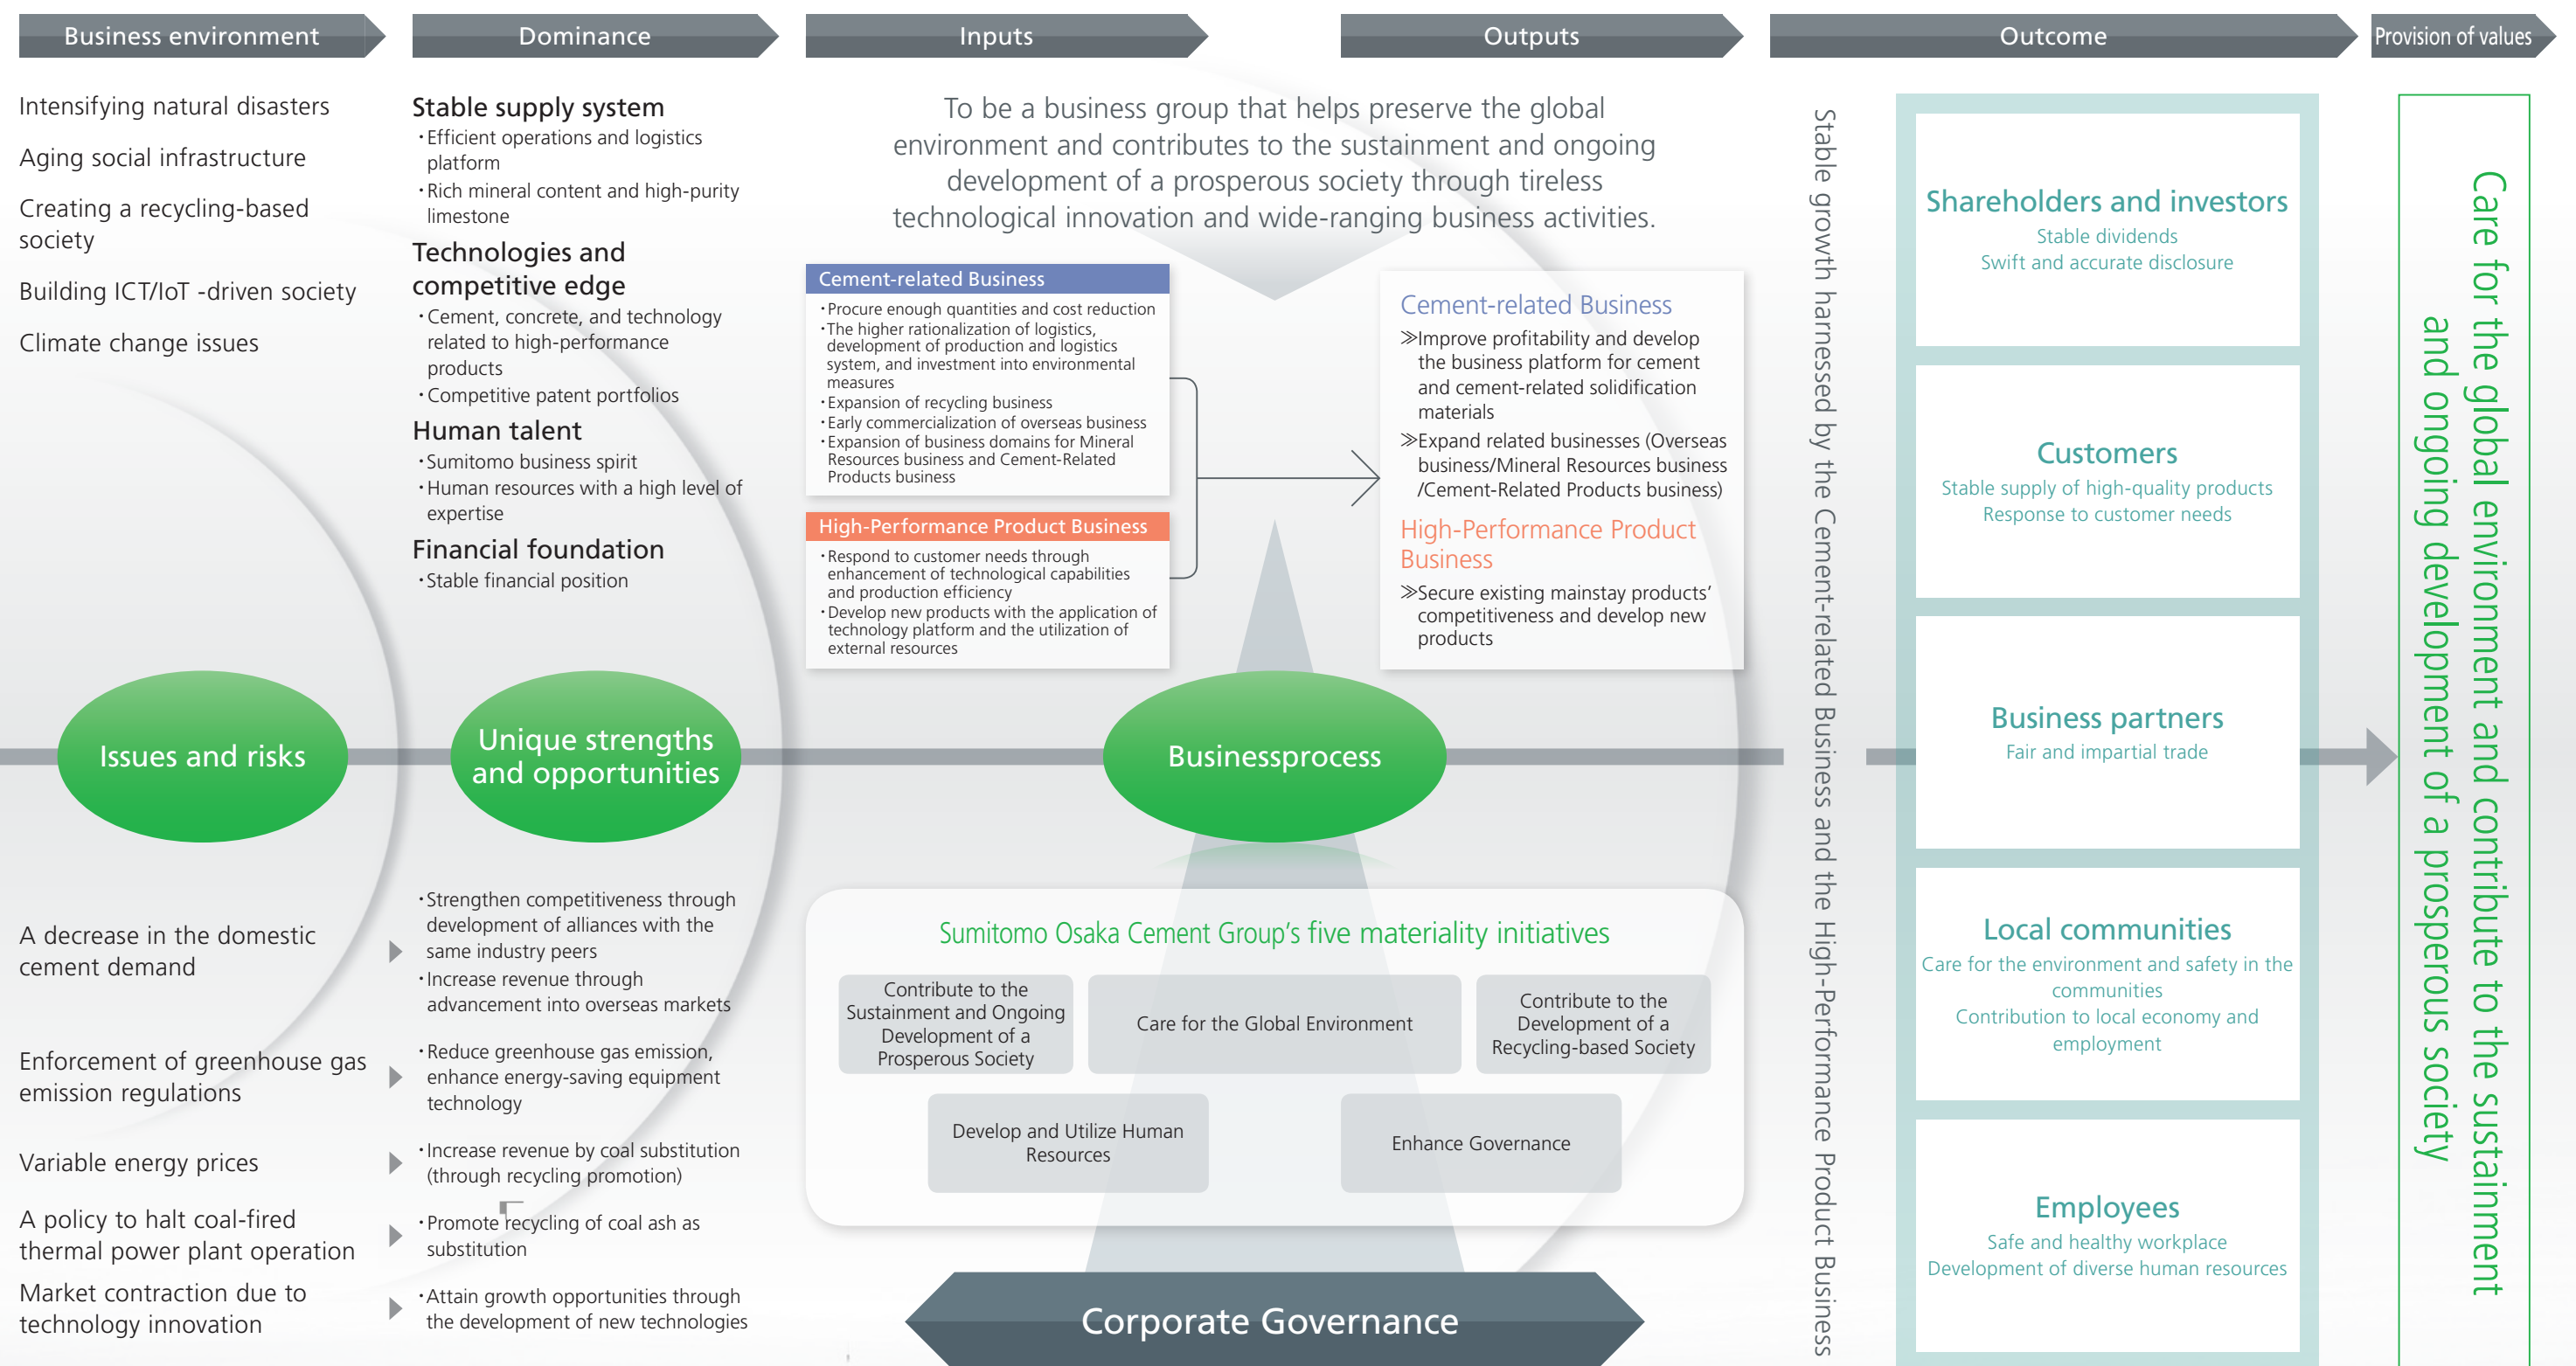 Business environment
Dominance
Inputs
Outputs
Outcome
Provision of values
Intensifying natural disasters
Aging social infrastructure
Creating a recycling-based
society
Building ICT/IoT -driven society
Climate change issues
Issues and risks
A decrease in the domestic
cement demand
Enforcement of greenhouse gas
emission regulations
Variable energy prices
A policy to halt coal-fired
thermal power plant operation
Market contraction due to
technology innovation
Stable supply system
・Efficient operations and logistics
platform
・Rich mineral content and high-purity
limestone
Technologies and
competitive edge
・Cement, concrete, and technology
related to high-performance
products
・Competitive patent portfolios
Human talent
・Sumitomo business spirit
・Human resources with a high level of
expertise
Financial foundation
・Stable financial position
Unique strengths
and opportunities
・Strengthen competitiveness through
development of alliances with the
same industry peers
・Increase revenue through
advancement into overseas markets
・Reduce greenhouse gas emission,
enhance energy-saving equipment
technology
・Increase revenue by coal substitution
(through recycling promotion)
・Promote recycling of coal ash as
substitution
・Attain growth opportunities through
the development of new technologies
To be a business group that helps preserve the global
environment and contributes to the sustainment and ongoing
development of a prosperous society through tireless
technological innovation and wide-ranging business activities.
Cement-related Business
・Procure enough quantities and cost reduction
・The higher rationalization of logistics,
development of production and logistics
system, and investment into environmental
measures
・Expansion of recycling business
・Early commercialization of overseas business
・Expansion of business domains for Mineral
Resources business and Cement-Related
Products business
High-Performance Product Business
・Respond to customer needs through
enhancement of technological capabilities
and production efficiency
・Develop new products with the application of
technology platform and the utilization of
external resources
Cement-related Business
≫Improve profitability and develop
the business platform for cement
and cement-related solidification
materials
≫Expand related businesses (Overseas
business/Mineral Resources business
/Cement-Related Products business)
High-Performance Product
Business
≫Secure existing mainstay products'
competitiveness and develop new
products
Businessprocess
Sumitomo Osaka Cement Group's five materiality initiatives
Contribute to the
Sustainment and Ongoing
Development of a
Prosperous Society
Care for the Global Environment
Contribute to the
Development of a
Recycling-based Society
Develop and Utilize Human
Resources
Enhance Governance
Corporate Governance
Stable growth harnessed by the Cement-related Business and the High-Performance Product Business
Shareholders and investors
Stable dividends
Swift and accurate disclosure
Customers
Stable supply of high-quality products
Response to customer needs
Business partners
Fair and impartial trade
Local communities
Care for the environment and safety in the
communities
Contribution to local economy and
employment
Employees
Safe and healthy workplace
Development of diverse human resources
Care for the global environment and contribute to the sustainment
and ongoing development of a prosperous society